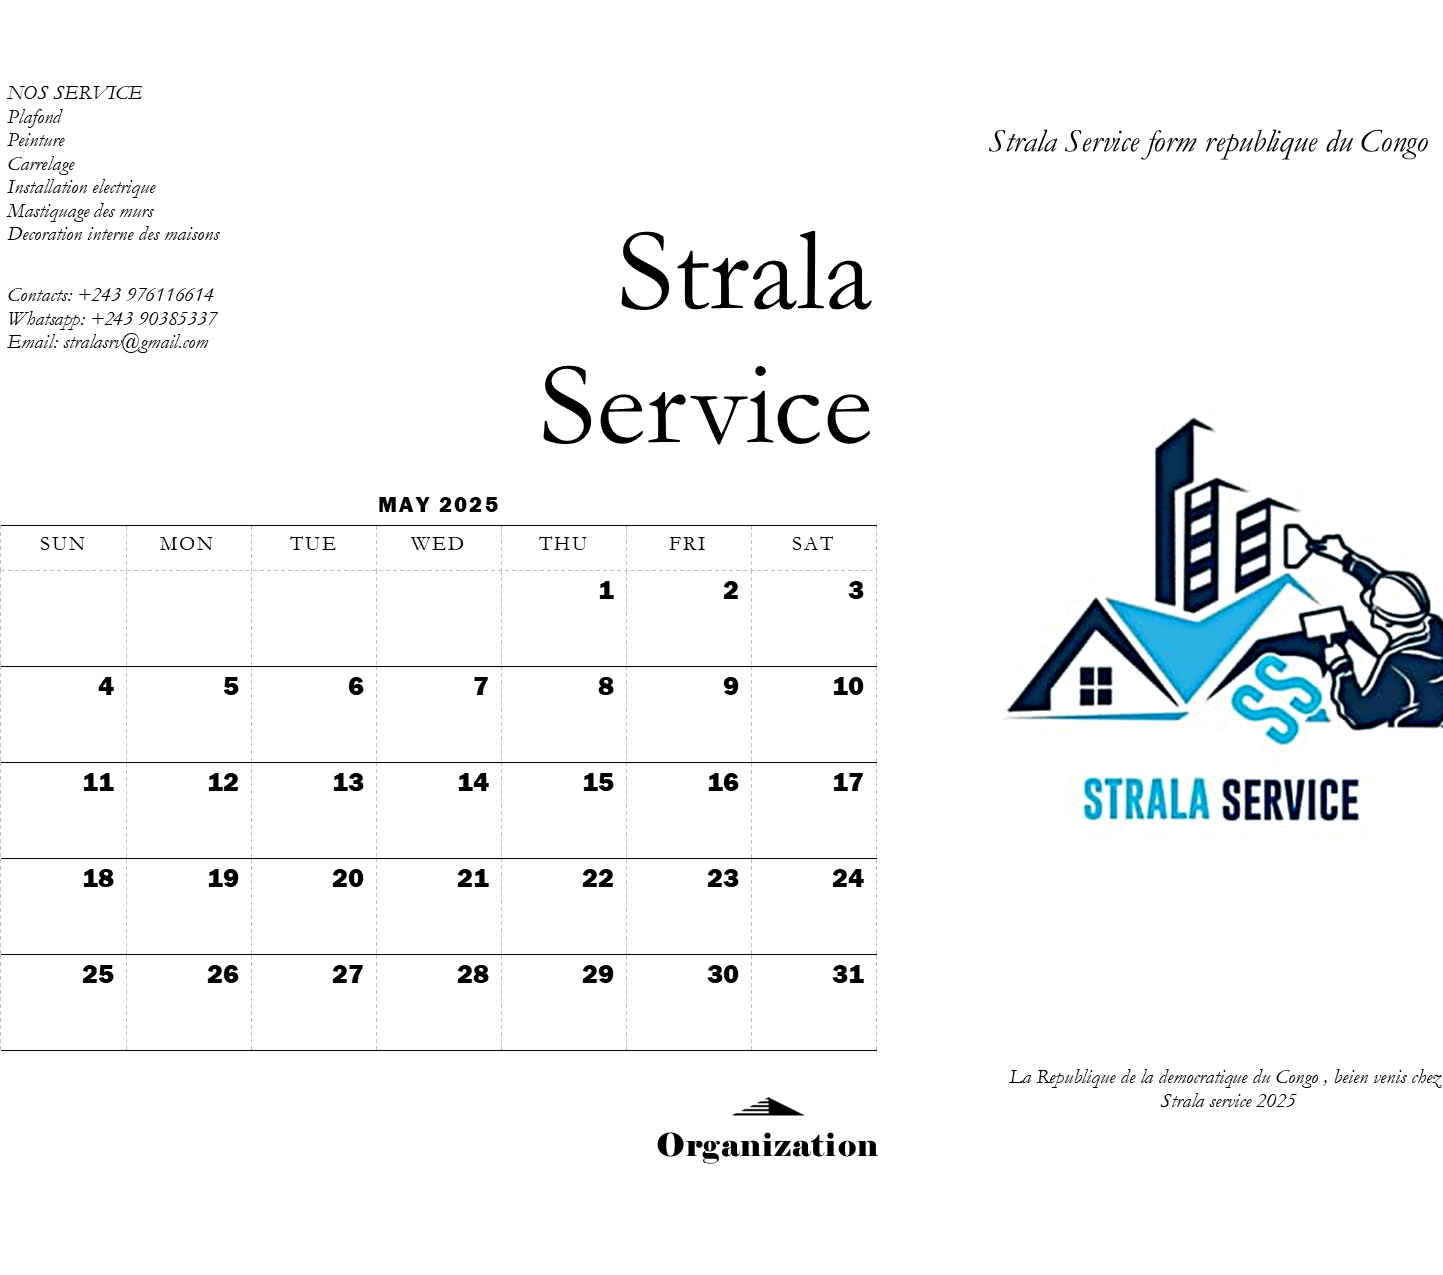 NOS SERVICE
Plafond
Peinture
Carrelage
Installation electrique
Mastiquage des murs
Decoration interne des maisons
Contacts: +243 976116614
Whatsapp: +243 90385337
Email: stralasrv@gmail.com
Strala
Service
MAY 2025
SUN MON TUE WED THU FRI SAT
1 2 3
4 5 6 7 8 9 10
11 12 13 14 15 16 17
18 19 20 21 22 23 24
25 26 27 28 29 30 31
Organization
Strala Service form republique du Congo
STRALA SERVICE
La Republique de la democratique du Congo , beien venis chez
Strala service 2025